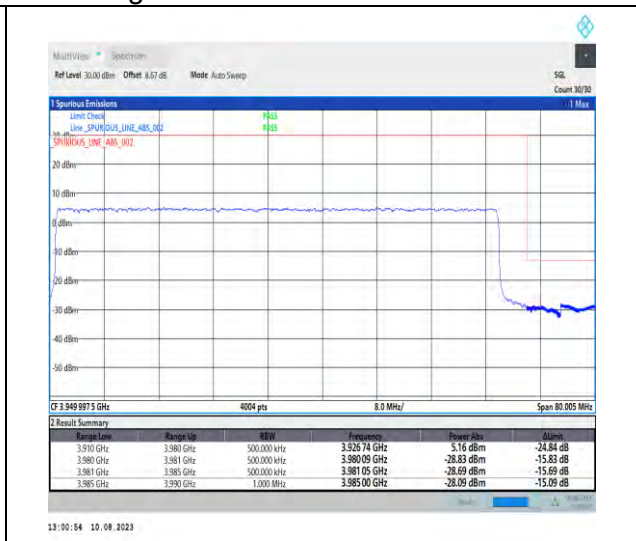 MultiView Spectrum
Ref Level 30.00 dBm Offset 8.67 dB Mode Auto Sweep SGL
Count 30/30
1 Spurious Emissions 1 Max
Limit Check PASS
Line _SPURIOUS_LINE_ABS_002 PASS
_SPURIOUS_LINE_ABS_002
20 dBm
10 dBm
0 dBm
-10 dBm
-20 dBm
-30 dBm
-40 dBm
-50 dBm
CF 3.949 997 5 GHz 4004 pts 8.0 MHz/ Span 80.005 MHz
2 Result Summary
Range Low Range Up RBW Frequency Power Abs ΔLimit
3.910 GHz 3.980 GHz 500.000 kHz 3.926 74 GHz 5.16 dBm -24.84 dB
3.980 GHz 3.981 GHz 500.000 kHz 3.980 09 GHz -28.83 dBm -15.83 dB
3.981 GHz 3.985 GHz 500.000 kHz 3.981 05 GHz -28.69 dBm -15.69 dB
3.985 GHz 3.990 GHz 1.000 MHz 3.985 00 GHz -28.09 dBm -15.09 dB
13:00:54 10.08.2023